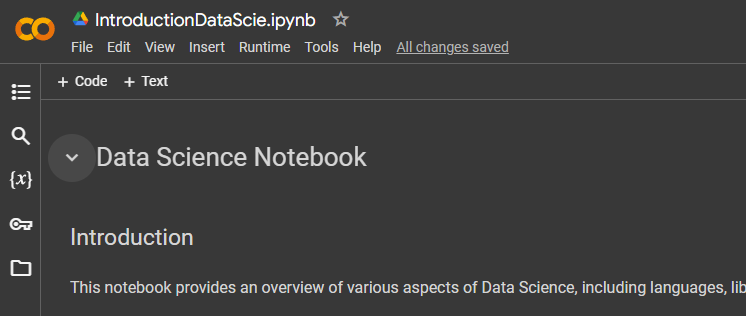 IntroductionDataScie.ipynb
File Edit View Insert Runtime Tools Help All changes saved
+ Code + Text
Data Science Notebook
{x}
Introduction
This notebook provides an overview of various aspects of Data Science, including languages, lib